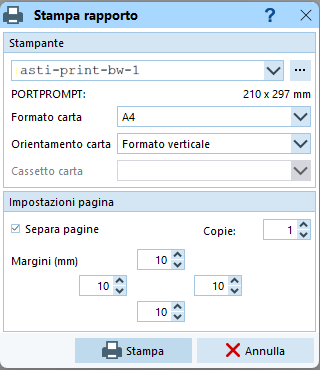 Stampa rapporto ?
Stampante
asti-print-bw-1 ...
PORTPROMPT: 210 x 297 mm
Formato carta A4
Orientamento carta Formato verticale
Cassetto carta
Impostazioni pagina
Separa pagine Copie: 1
Margini (mm) 10
10 10
10
Stampa Annulla